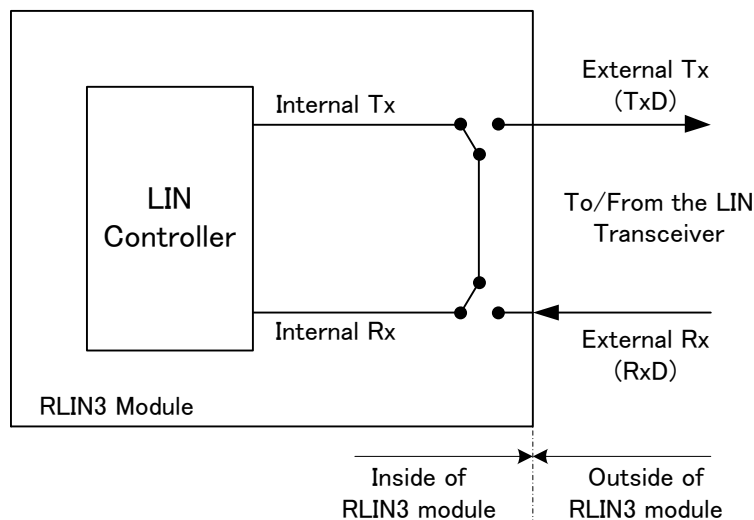 External Tx
(TxD)
Internal Tx
LIN
Controller
To/From the LIN
Transceiver
Internal Rx
External Rx
(RxD)
RLIN3 Module
Inside of
RLIN3 module
Outside of
RLIN3 module